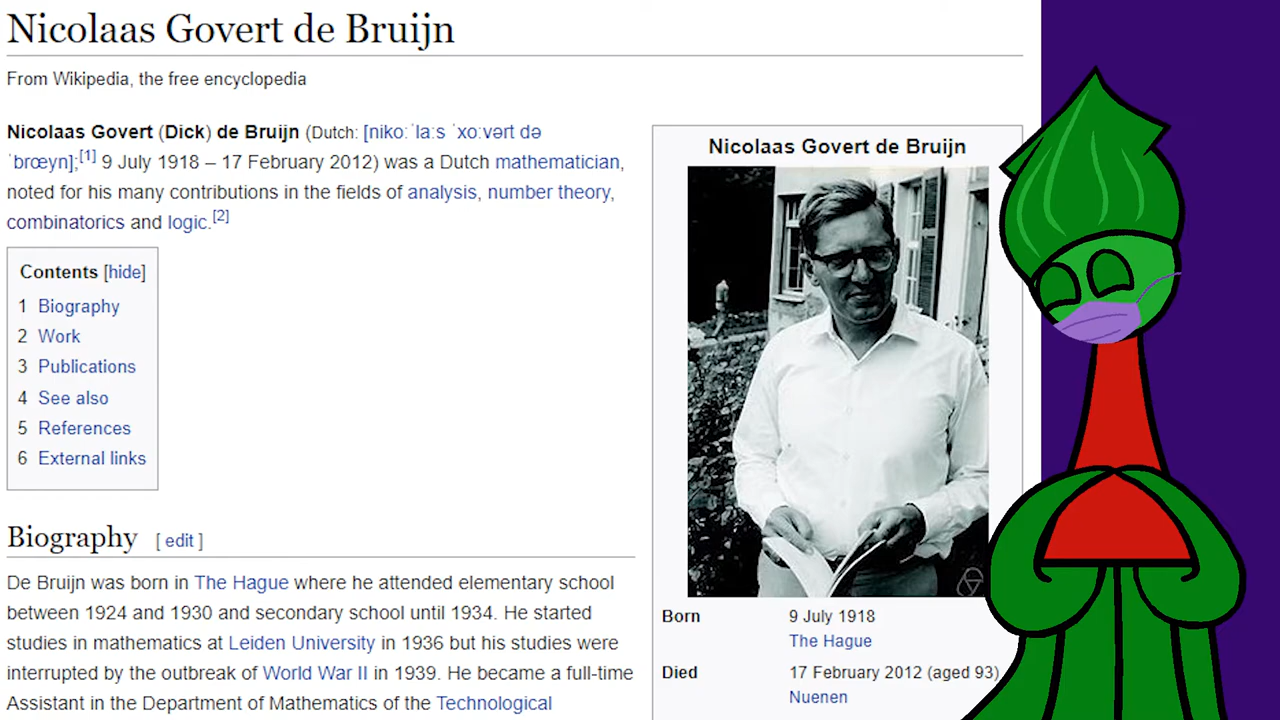 Nicolaas Govert de Bruijn
From Wikipedia, the free encyclopedia
Nicolaas Govert (Dick) de Bruijn (Dutch: [nikoːˈlaːs ˈxoːvərt də
ˈbrœyn];[1] 9 July 1918 – 17 February 2012) was a Dutch mathematician,
noted for his many contributions in the fields of analysis, number theory,
combinatorics and logic.[2]
Contents [hide]
1 Biography
2 Work
3 Publications
4 See also
5 References
6 External links
Biography [ edit ]
De Bruijn was born in The Hague where he attended elementary school
between 1924 and 1930 and secondary school until 1934. He started
studies in mathematics at Leiden University in 1936 but his studies were
interrupted by the outbreak of World War II in 1939. He became a full-time
Assistant in the Department of Mathematics of the Technological
Nicolaas Govert de Bruijn
Born 9 July 1918
The Hague
Died 17 February 2012 (aged 93)
Nuenen